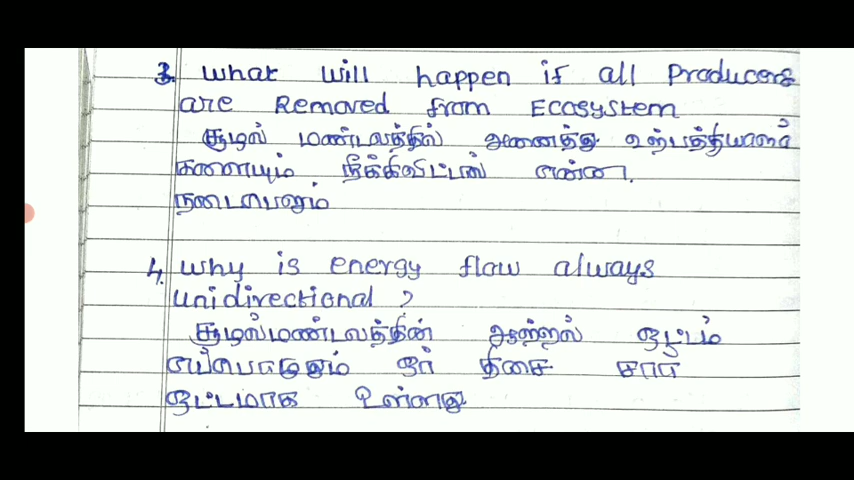 3. What will happen if all Producers
are Removed from Ecosystem
சூழல் மண்டலத்தில் அனைத்து உற்பத்தியாளர்
களையும் நீக்கிவிட்டால் என்ன
நடைபெறும்
4. Why is energy flow always
unidirectional ?
சூழல்மண்டலத்தின் ஆற்றல் ஓட்டம்
எப்பொழுதும் ஓர் திசை சார
ஓட்டமாக உள்ளது